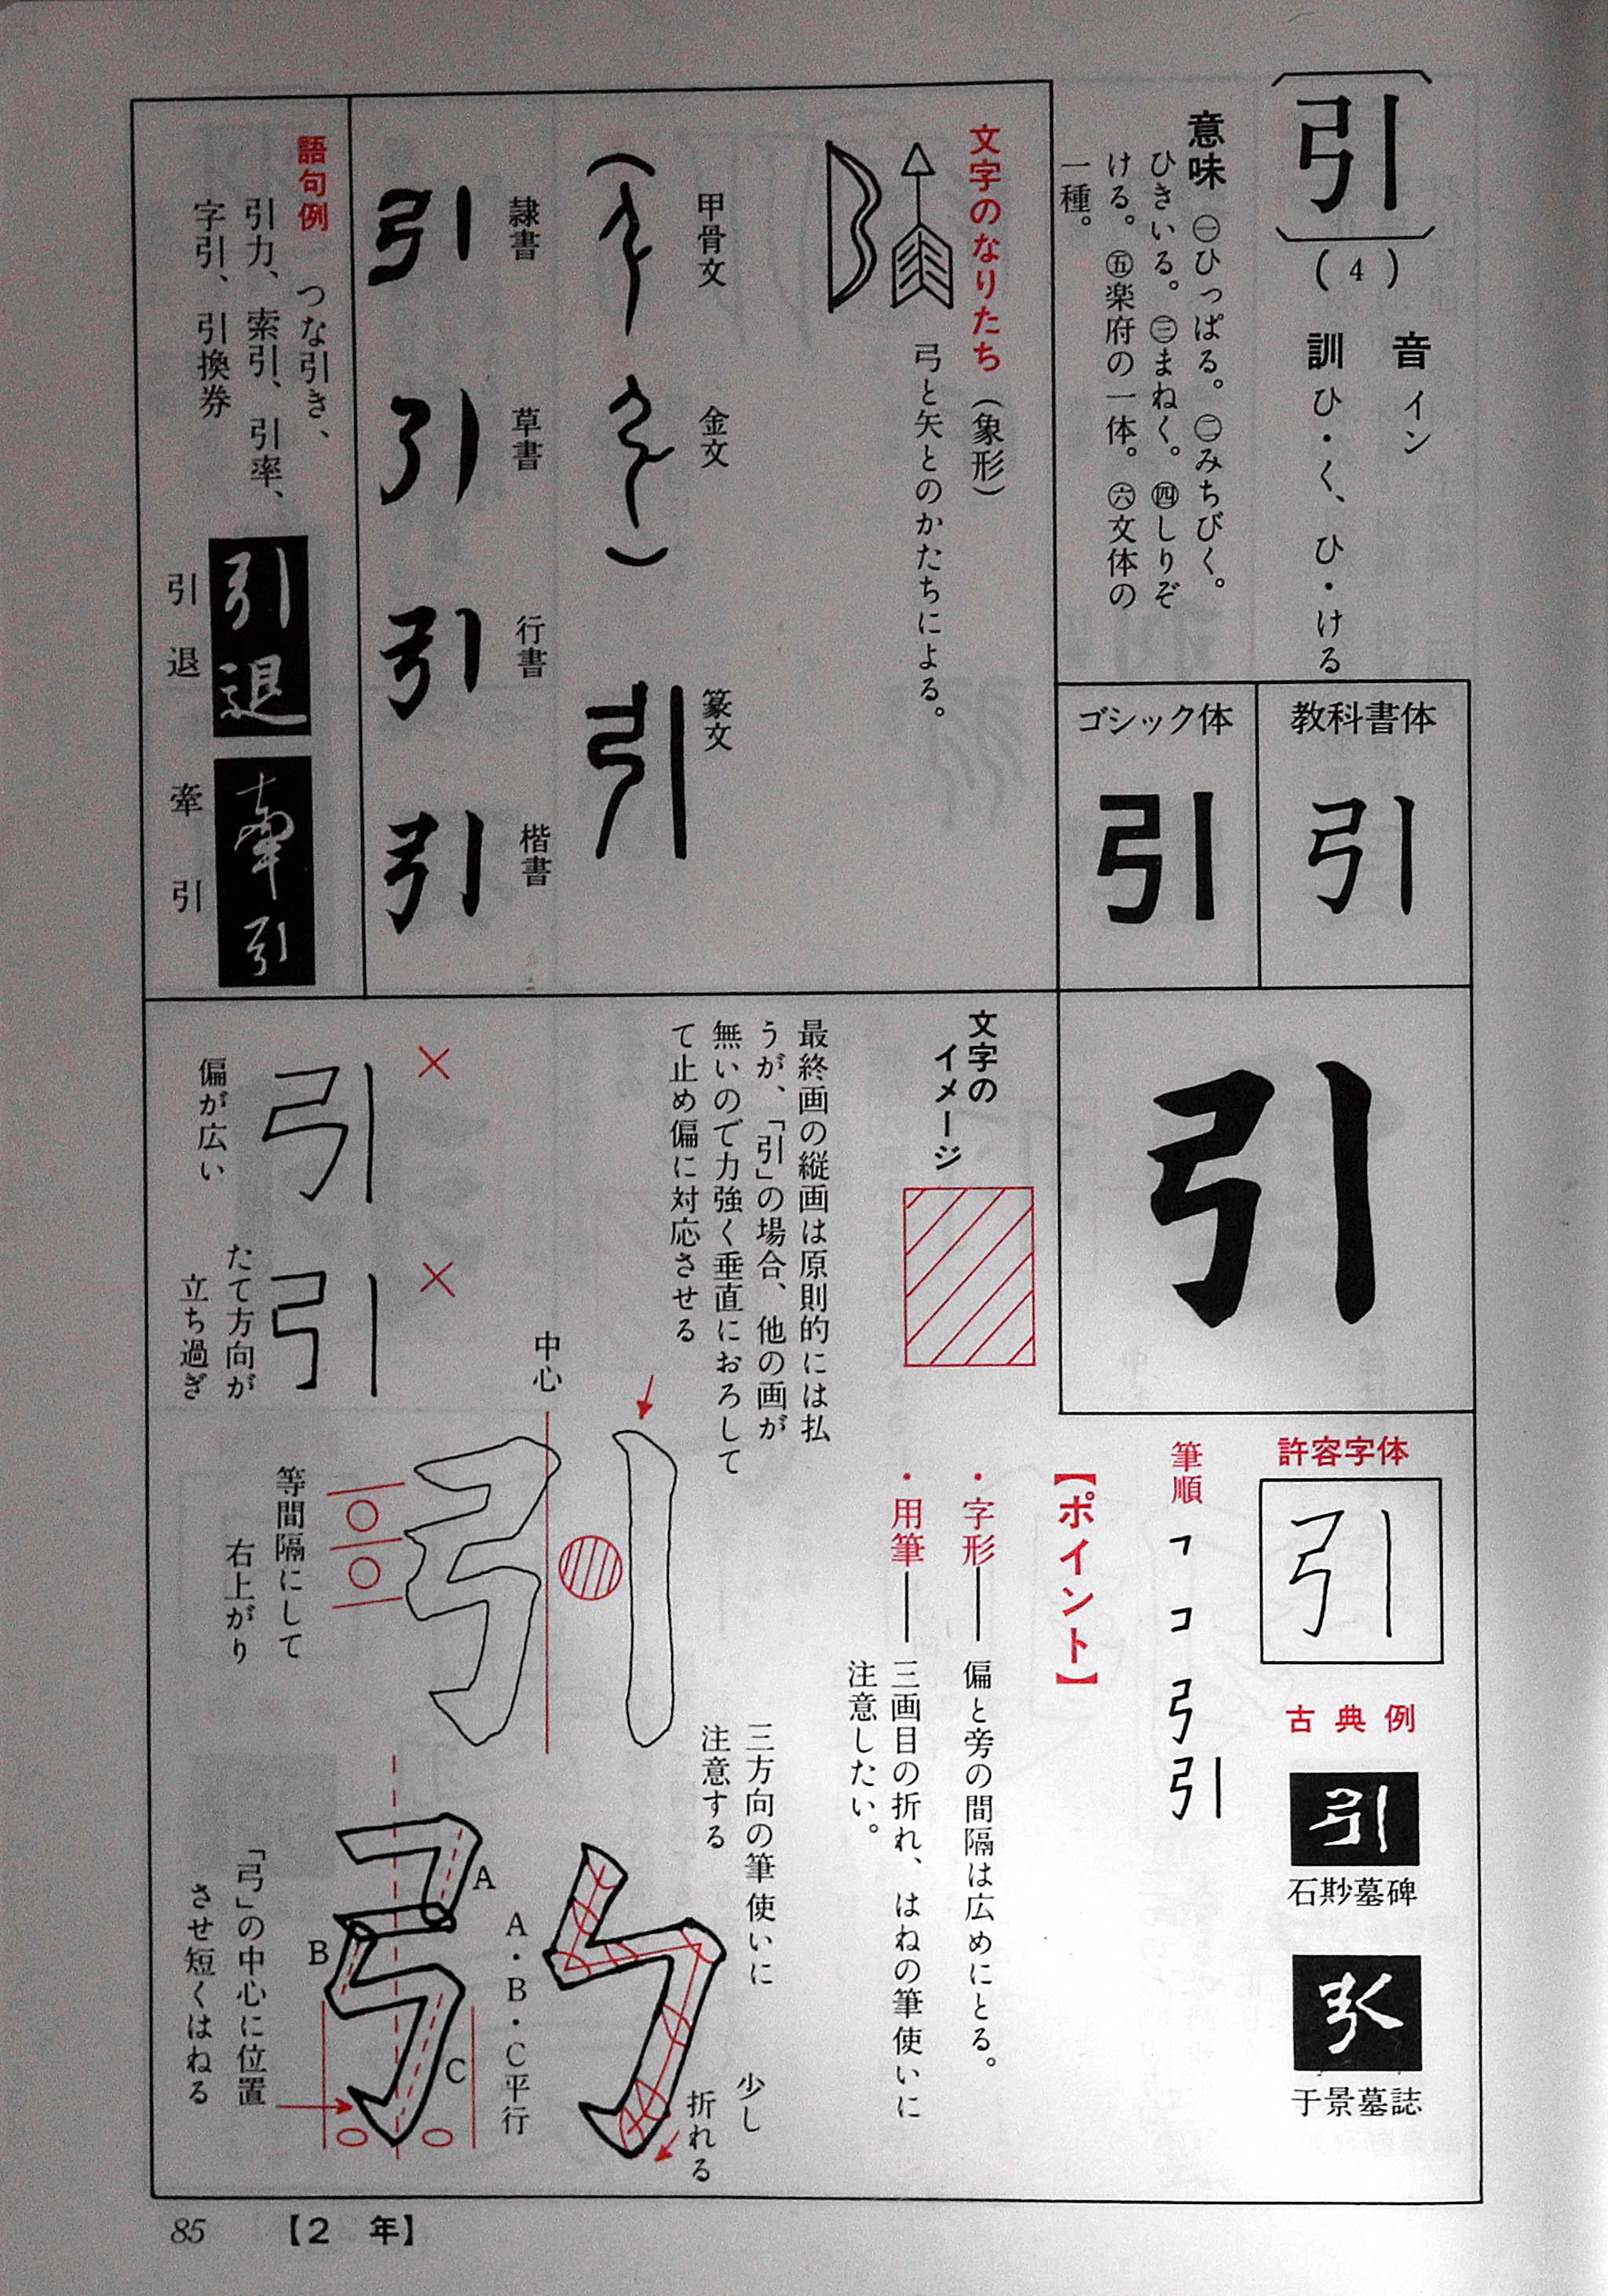 引
(4)
音 イン
訓 ひ・く、ひ・ける
意味 ㊀ひっぱる。㊁みちびく。
ひきいる。㊂まねく。㊃しりぞ
ける。㊄楽府の一体。㊅文体の
一種。
教科書体
引
ゴシック体
引
文字のなりたち(象形)
弓と矢とのかたちによる。
甲骨文
金文
篆文
引
隷書
引
草書
引
行書
引
楷書
引
語句例 つな引き、
引力、索引、引率、
字引、引換券
引退
引退
牽引
牽引
引
許容字体
引
古典例
引
石尠墓碑
引
于景墓誌
筆順
引
【ポイント】
・字形――偏と旁の間隔は広めにとる。
・用筆――三画目の折れ、はねの筆使いに
注意したい。
文字の
イメージ
最終画の縦画は原則的には払
うが、「引」の場合、他の画が
無いので力強く垂直におろして
て止め偏に対応させる
×
引
偏が広い
×
引
たて方向が
立ち過ぎ
中心
引
等間隔にして
右上がり
三方向の筆使いに
注意する
少し
折れる
A・B・C平行
A
B
C
「弓」の中心に位置
させ短くはねる
85 【2年】